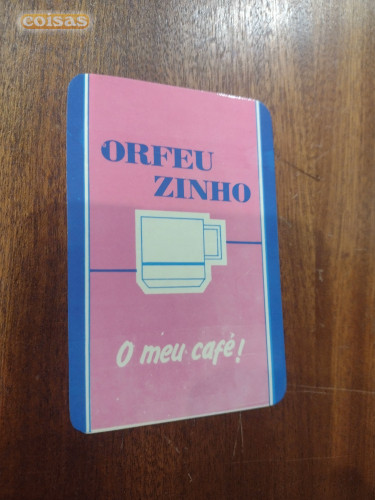 coisas
ORFEU
ZINHO
O meu café!